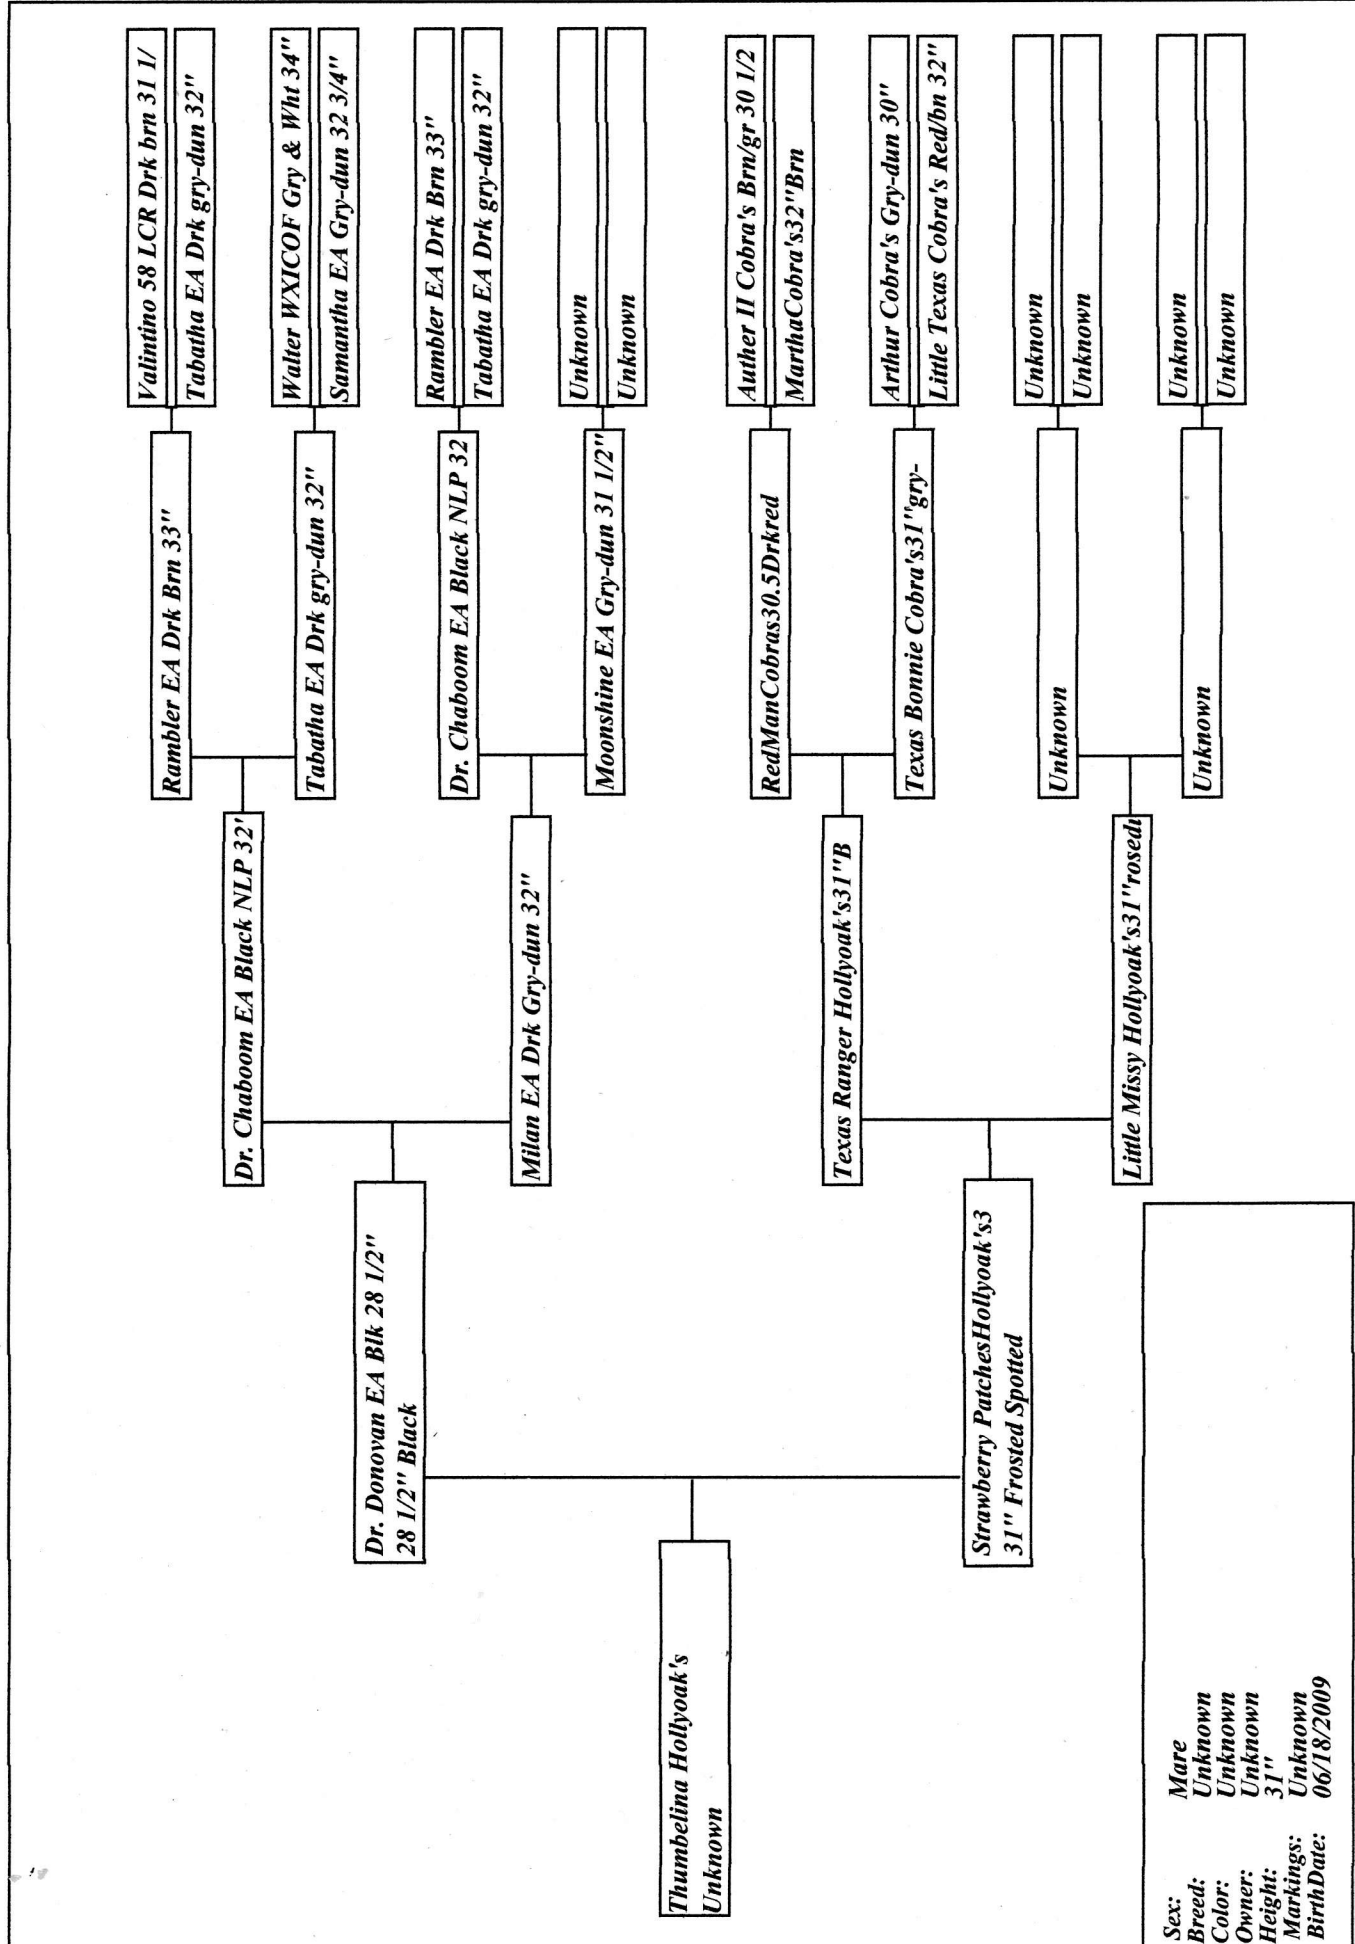 Thumbelina Hollyoak's
Unknown
Dr. Donovan EA Blk 28 1/2"
28 1/2" Black
Strawberry PatchesHollyoak's3
31" Frosted Spotted
Dr. Chaboom EA Black NLP 32'
Milan EA Drk Gry-dun 32"
Texas Ranger Hollyoak's31"B
Little Missy Hollyoak's31"rosedu
Rambler EA Drk Brn 33"
Tabatha EA Drk gry-dun 32"
Dr. Chaboom EA Black NLP 32
Moonshine EA Gry-dun 31 1/2"
RedManCobras30.5Drkred
Texas Bonnie Cobra's31"gry-
Unknown
Unknown
Valintino 58 LCR Drk brn 31 1/
Tabatha EA Drk gry-dun 32"
Walter WXICOF Gry & Wht 34"
Samantha EA Gry-dun 32 3/4"
Rambler EA Drk Brn 33"
Tabatha EA Drk gry-dun 32"
Unknown
Unknown
Auther II Cobra's Brn/gr 30 1/2
MarthaCobra's32"Brn
Arthur Cobra's Gry-dun 30"
Little Texas Cobra's Red/bn 32"
Unknown
Unknown
Unknown
Unknown
Sex: Mare
Breed: Unknown
Color: Unknown
Owner: Unknown
Height: 31"
Markings: Unknown
BirthDate: 06/18/2009